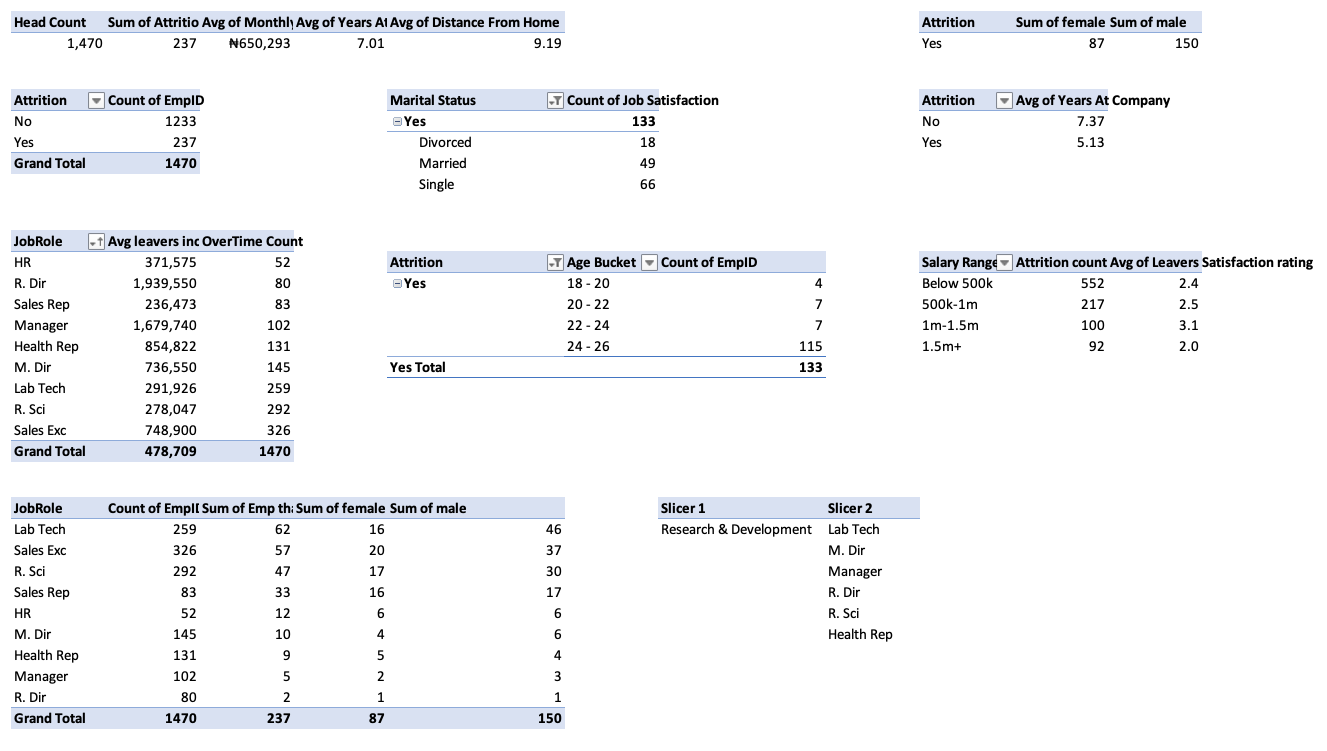 Head Count Sum of Attritio Avg of Monthly Avg of Years At Avg of Distance From Home
1,470 237 ₦650,293 7.01 9.19
Attrition Sum of female Sum of male
Yes 87 150
Attrition Count of EmpID
No 1233
Yes 237
Grand Total 1470
Marital Status Count of Job Satisfaction
Yes 133
Divorced 18
Married 49
Single 66
Attrition Avg of Years At Company
No 7.37
Yes 5.13
JobRole Avg leavers inc OverTime Count
HR 371,575 52
R. Dir 1,939,550 80
Sales Rep 236,473 83
Manager 1,679,740 102
Health Rep 854,822 131
M. Dir 736,550 145
Lab Tech 291,926 259
R. Sci 278,047 292
Sales Exc 748,900 326
Grand Total 478,709 1470
Attrition Age Bucket Count of EmpID
Yes 18 - 20 4
20 - 22 7
22 - 24 7
24 - 26 115
Yes Total 133
Salary Range Attrition count Avg of Leavers Satisfaction rating
Below 500k 552 2.4
500k-1m 217 2.5
1m-1.5m 100 3.1
1.5m+ 92 2.0
JobRole Count of EmpII Sum of Emp tha Sum of female Sum of male
Lab Tech 259 62 16 46
Sales Exc 326 57 20 37
R. Sci 292 47 17 30
Sales Rep 83 33 16 17
HR 52 12 6 6
M. Dir 145 10 4 6
Health Rep 131 9 5 4
Manager 102 5 2 3
R. Dir 80 2 1 1
Grand Total 1470 237 87 150
Slicer 1 Slicer 2
Research & Development Lab Tech
M. Dir
Manager
R. Dir
R. Sci
Health Rep